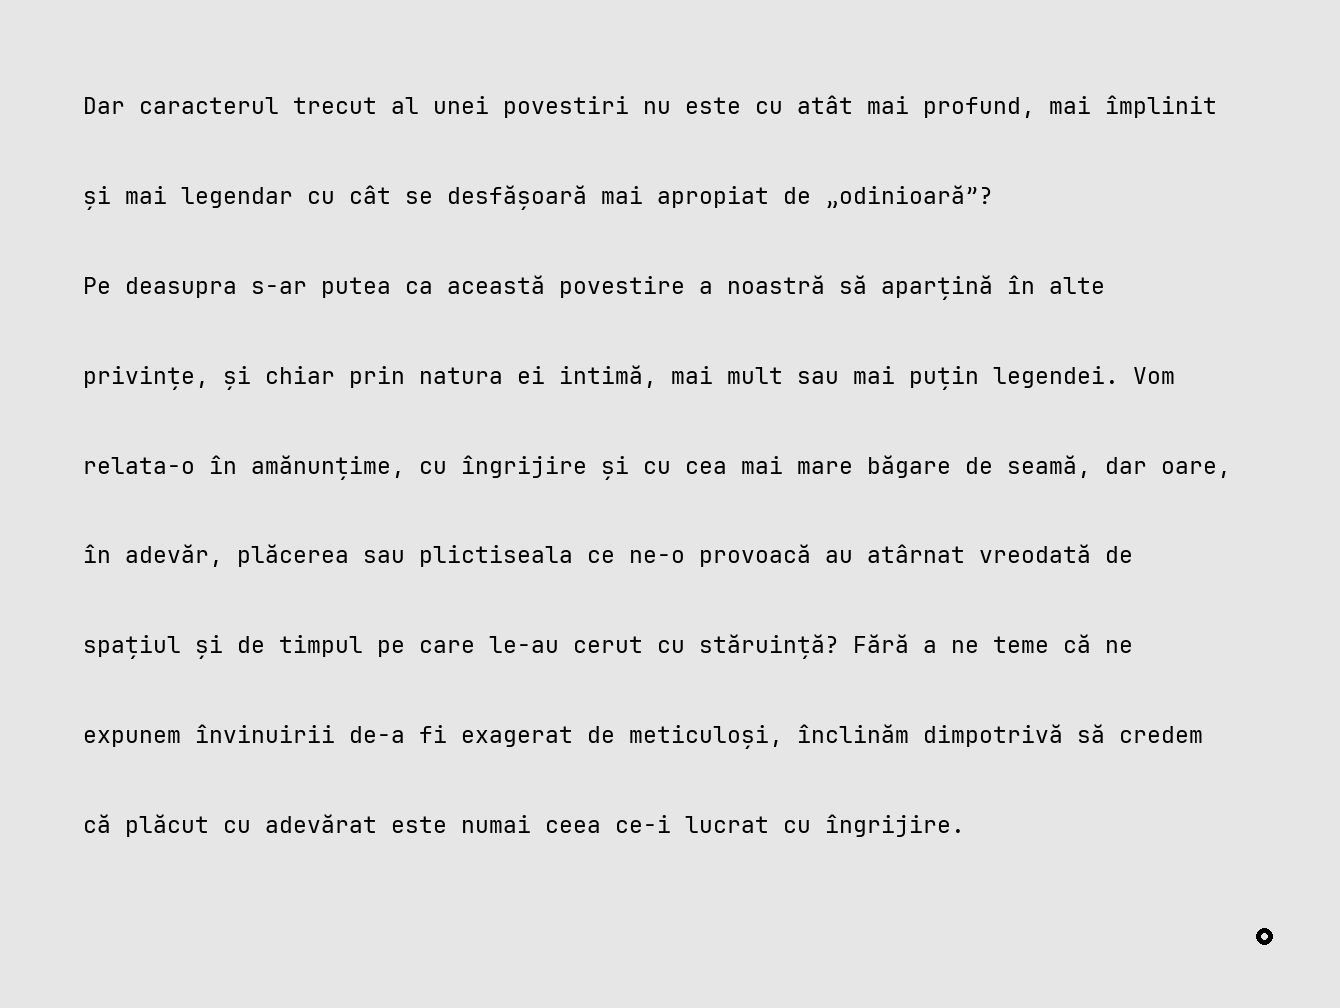 Dar caracterul trecut al unei povestiri nu este cu atât mai profund, mai împlinit
și mai legendar cu cât se desfășoară mai apropiat de „odinioară”?
Pe deasupra s-ar putea ca această povestire a noastră să aparțină în alte
privințe, și chiar prin natura ei intimă, mai mult sau mai puțin legendei. Vom
relata-o în amănunțime, cu îngrijire și cu cea mai mare băgare de seamă, dar oare,
în adevăr, plăcerea sau plictiseala ce ne-o provoacă au atârnat vreodată de
spațiul și de timpul pe care le-au cerut cu stăruință? Fără a ne teme că ne
expunem învinuirii de-a fi exagerat de meticuloși, înclinăm dimpotrivă să credem
că plăcut cu adevărat este numai ceea ce-i lucrat cu îngrijire.